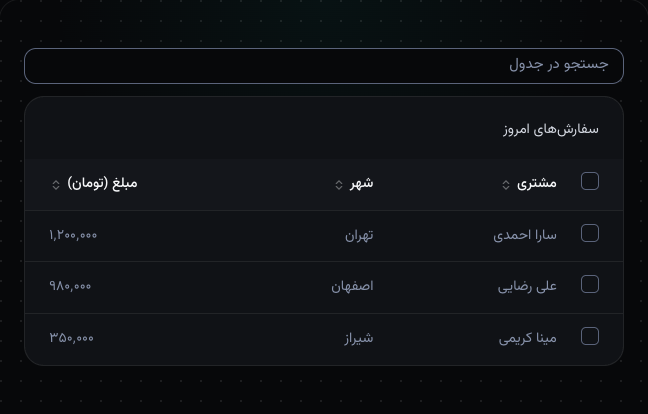 جستجو در جدول
سفارش‌های امروز
مشتری شهر مبلغ (تومان)
سارا احمدی تهران ۱,۲۰۰,۰۰۰
علی رضایی اصفهان ۹۸۰,۰۰۰
مینا کریمی شیراز ۳۵۰,۰۰۰